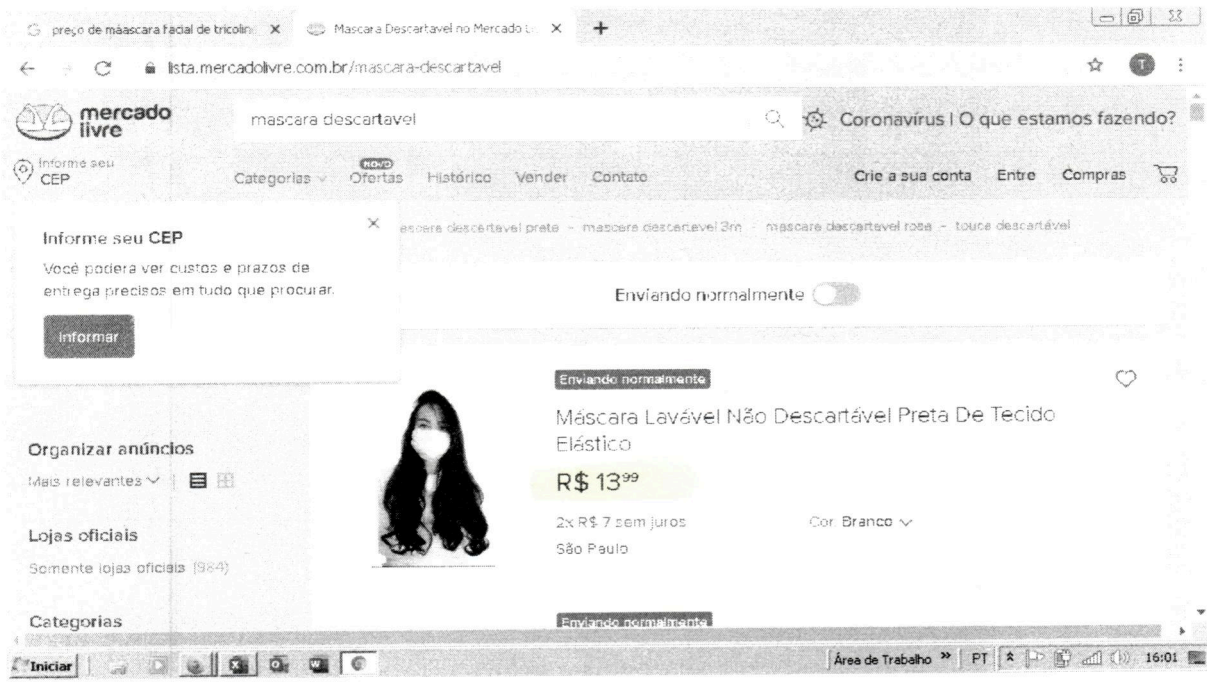 preço de máascara facial de tricoline
Mascara Descartavel no Mercado Li
lista.mercadolivre.com.br/mascara-descartavel
T
mercado
livre
mascara descartavel
Coronavírus | O que estamos fazendo?
Informe seu
CEP
Categorias
NOVO
Ofertas
Histórico
Vender
Contato
Crie a sua conta
Entre
Compras
Informe seu CEP
Você poderá ver custos e prazos de
entrega precisos em tudo que procurar.
Informar
ascara descartavel preta - mascara descartavel 3m - mascara descartavel rosa - touca descartável
Enviando normalmente
Enviando normalmente
Máscara Lavável Não Descartável Preta De Tecido
Elástico
R$ 13⁹⁹
2x R$ 7 sem juros
Cor: Branco
São Paulo
Organizar anúncios
Mais relevantes
Lojas oficiais
Somente lojas oficiais (984)
Categorias
Enviando normalmente
Iniciar
Área de Trabalho »
PT
16:01